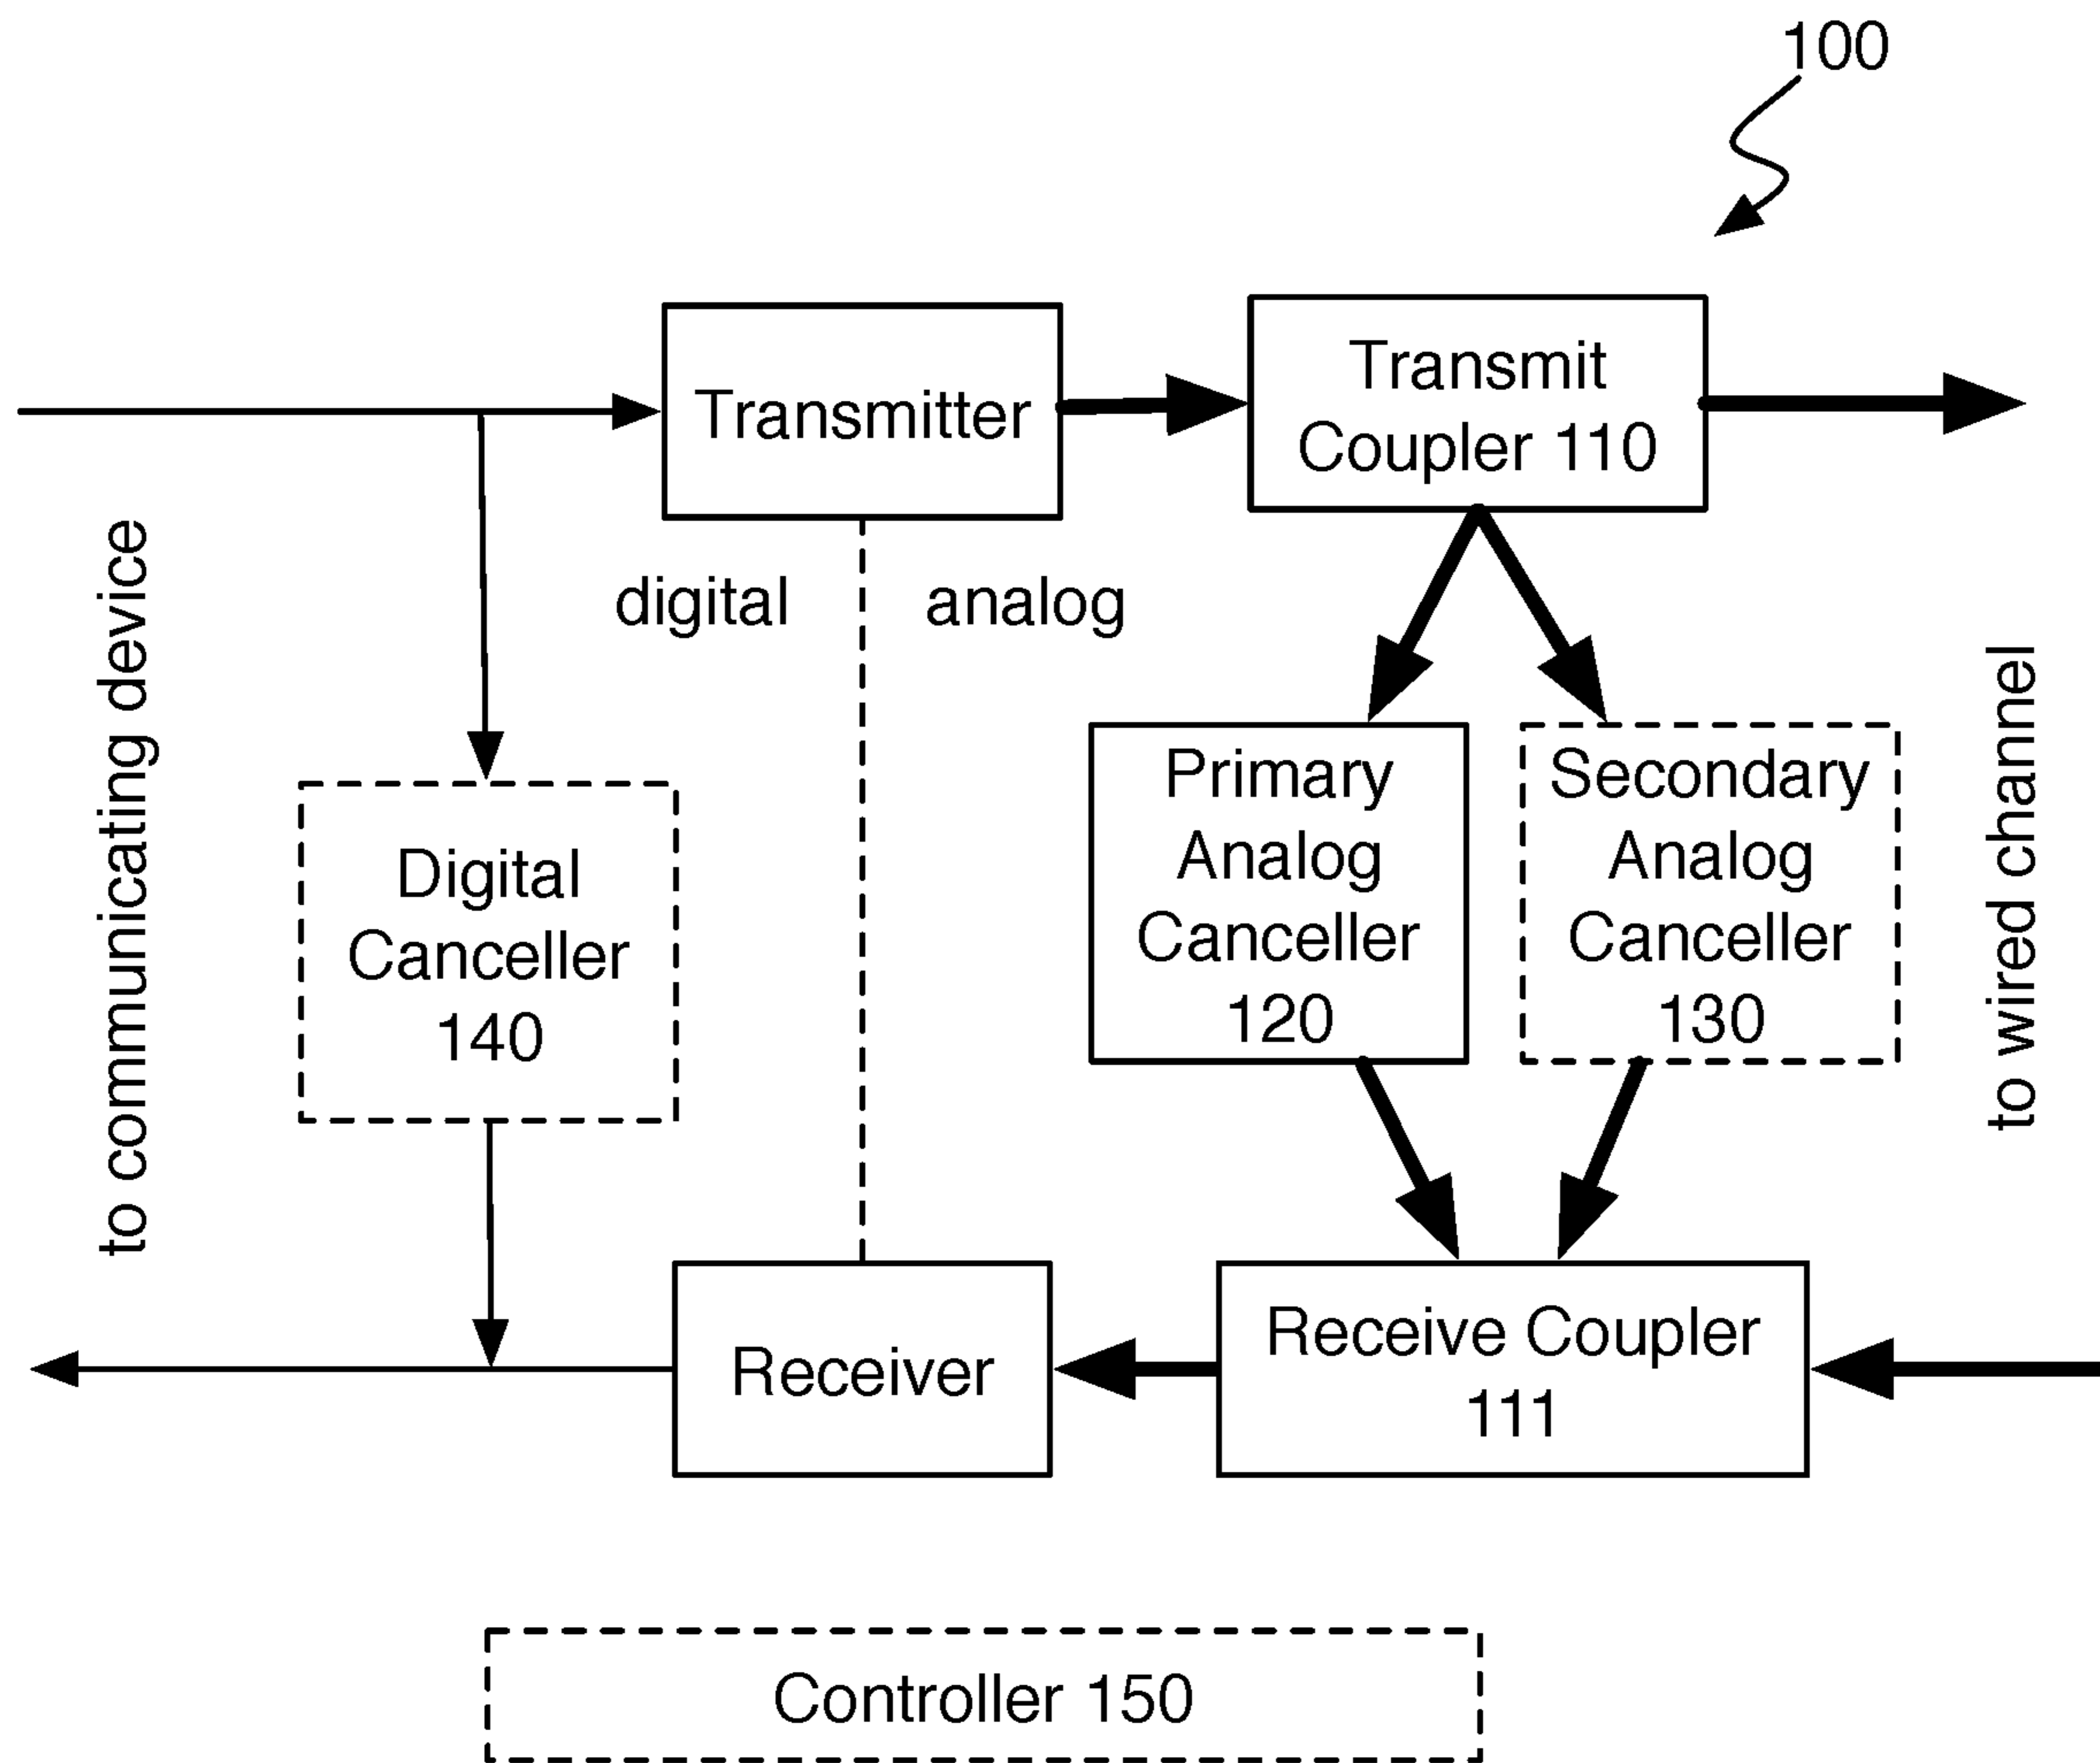 100
Transmitter
Transmit
Coupler 110
digital
analog
to communicating device
Digital
Canceller
140
Primary
Analog
Canceller
120
Secondary
Analog
Canceller
130
to wired channel
Receiver
Receive Coupler
111
Controller 150